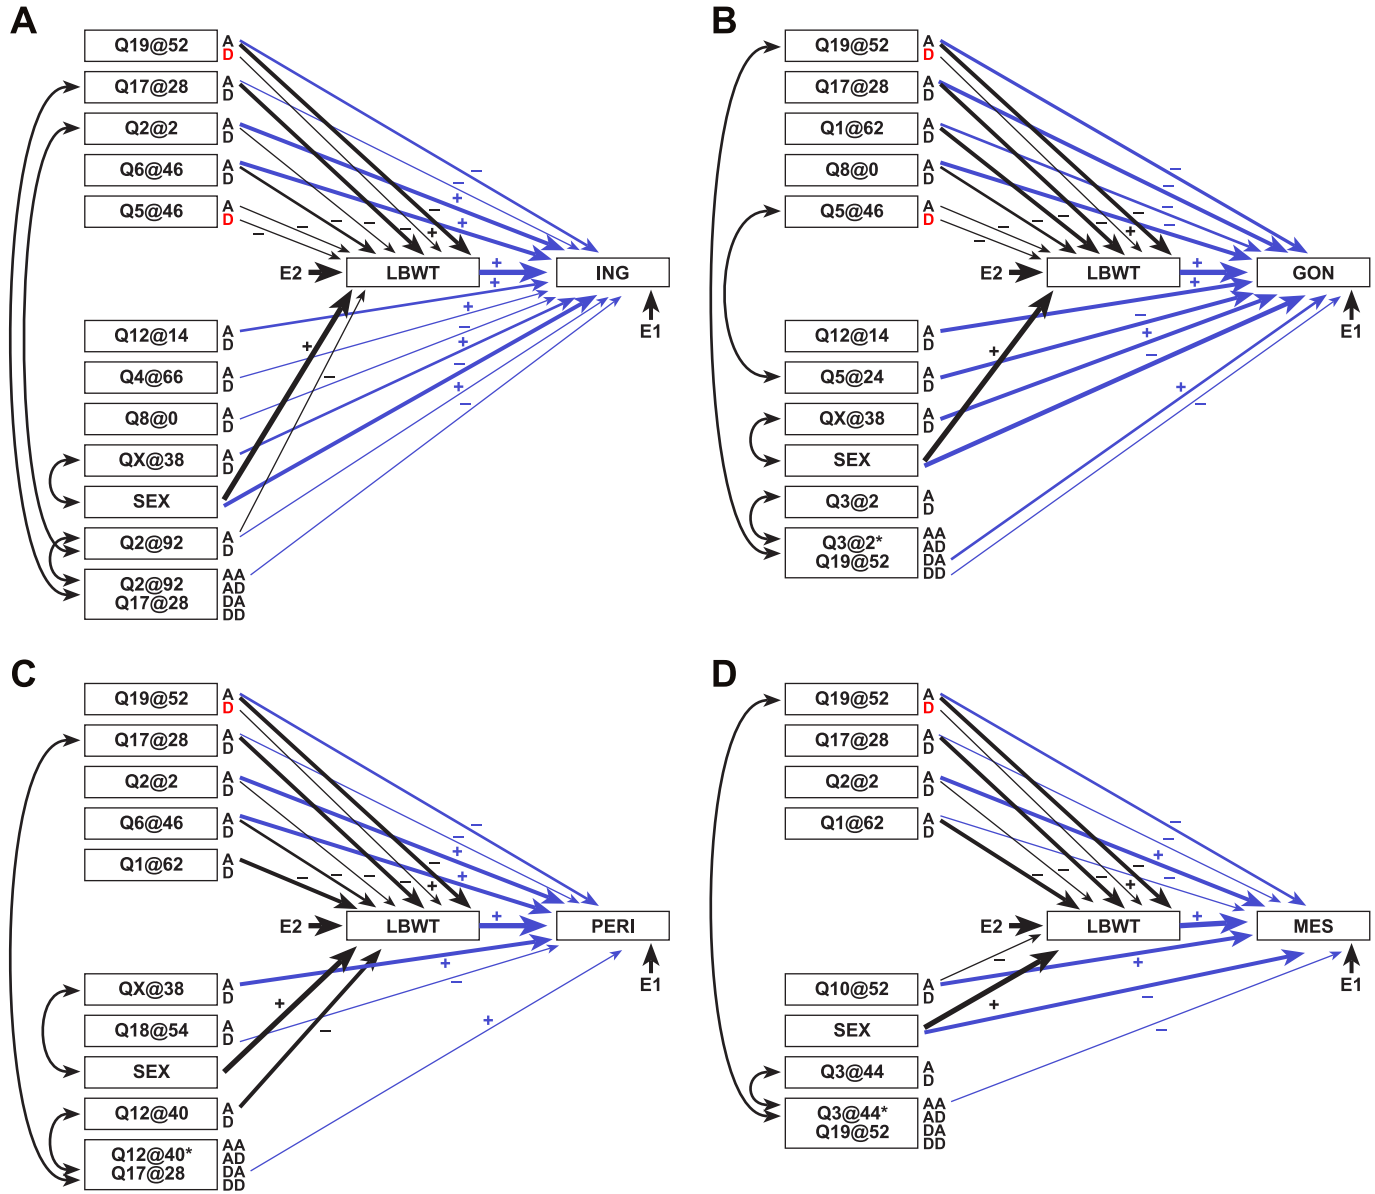 A
Q19@52 A
D
Q17@28 A
D
Q2@2 A
D
Q6@46 A
D
Q5@46 A
D
− − + + − − − + − −
E2 LBWT + ING
+
E1
Q12@14 A
D
Q4@66 A
D
Q8@0 A
D
QX@38 A
D
SEX
Q2@92 A
D
Q2@92 AA
AD
Q17@28 DA
DD
+ − + − + − + −
B
Q19@52 A
D
Q17@28 A
D
Q1@62 A
D
Q8@0 A
D
Q5@46 A
D
− − − + − − − + − −
E2 LBWT + GON
+
E1
Q12@14 A
D
Q5@24 A
D
QX@38 A
D
SEX
Q3@2 A
D
Q3@2* AA
AD
Q19@52 DA
DD
− + − + + −
C
Q19@52 A
D
Q17@28 A
D
Q2@2 A
D
Q6@46 A
D
Q1@62 A
D
− − + + − − − − +
E2 LBWT + PERI
E1
QX@38 A
D
Q18@54 A
D
SEX
Q12@40 A
D
Q12@40* AA
AD
Q17@28 DA
DD
+ − + − +
D
Q19@52 A
D
Q17@28 A
D
Q2@2 A
D
Q1@62 A
D
− − + − − − − − +
E2 LBWT + MES
E1
Q10@52 A
D
SEX
Q3@44 A
D
Q3@44* AA
AD
Q19@52 DA
DD
− + + − −